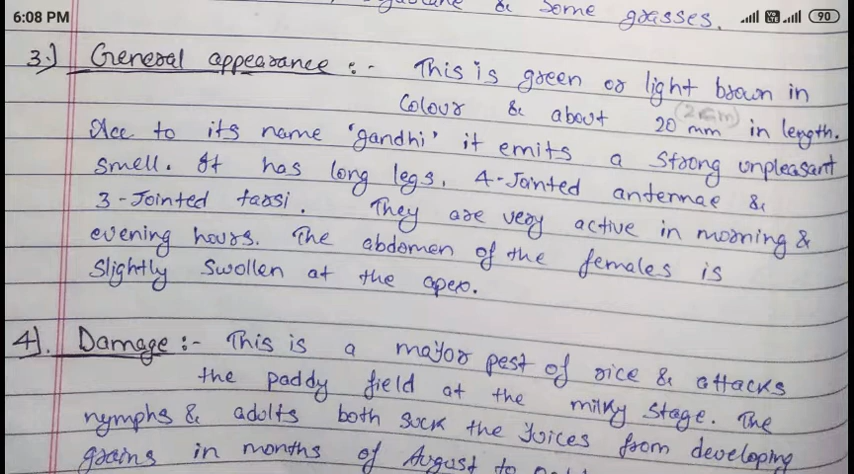 6:08 PM 90
& some grasses.
3.) General appearance :- This is green or light brown in
colour & about 20 mm (2cm) in length.
Acc to its name 'gandhi' it emits a strong unpleasant
smell. It has long legs, 4-Jointed antennae &
3-Jointed tarsi. They are very active in morning &
evening hours. The abdomen of the females is
slightly swollen at the apex.
4). Damage :- This is a major pest of rice & attacks
the paddy field at the milky stage. The
nymphs & adults both suck the juices from developing
grains in months of August to